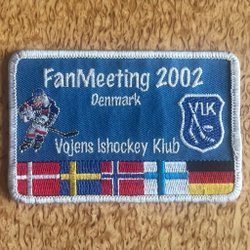 FanMeeting 2002
Denmark
VIK
Vojens Ishockey Klub